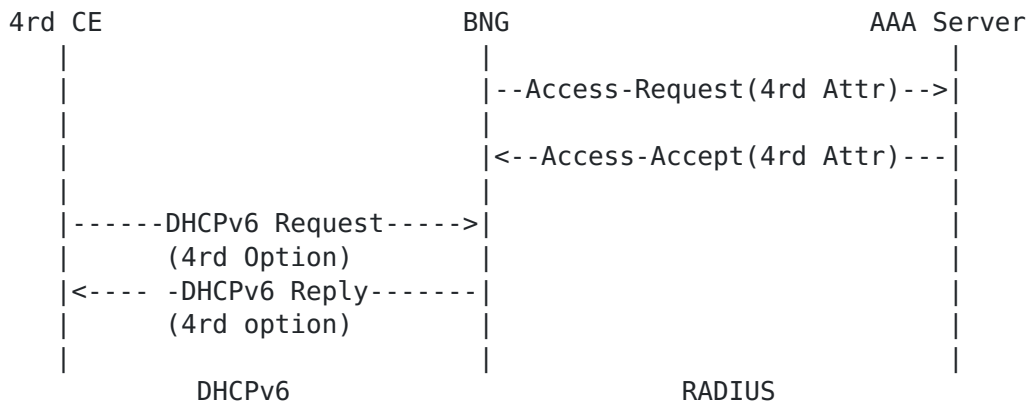 4rd CE                      BNG                     AAA Server
|                           |                              |
|                           |--Access-Request(4rd Attr)-->|
|                           |                              |
|                           |<--Access-Accept(4rd Attr)---|
|                           |                              |
|------DHCPv6 Request----->|                              |
|      (4rd Option)         |                              |
|<---- -DHCPv6 Reply-------|                              |
|      (4rd option)         |                              |
|                           |                              |
DHCPv6                         RADIUS